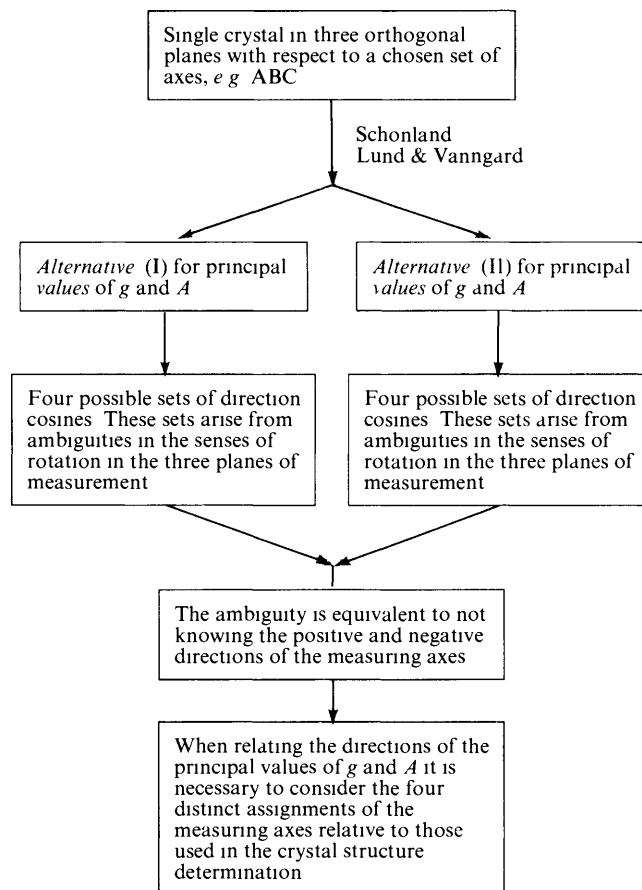 Single crystal in three orthogonal
planes with respect to a chosen set of
axes, e g ABC
Schonland
Lund & Vanngard
Alternative (I) for principal
values of g and A
Alternative (II) for principal
values of g and A
Four possible sets of direction
cosines These sets arise from
ambiguities in the senses of
rotation in the three planes of
measurement
Four possible sets of direction
cosines These sets arise from
ambiguities in the senses of
rotation in the three planes of
measurement
The ambiguity is equivalent to not
knowing the positive and negative
directions of the measuring axes
When relating the directions of the
principal values of g and A it is
necessary to consider the four
distinct assignments of the
measuring axes relative to those
used in the crystal structure
determination